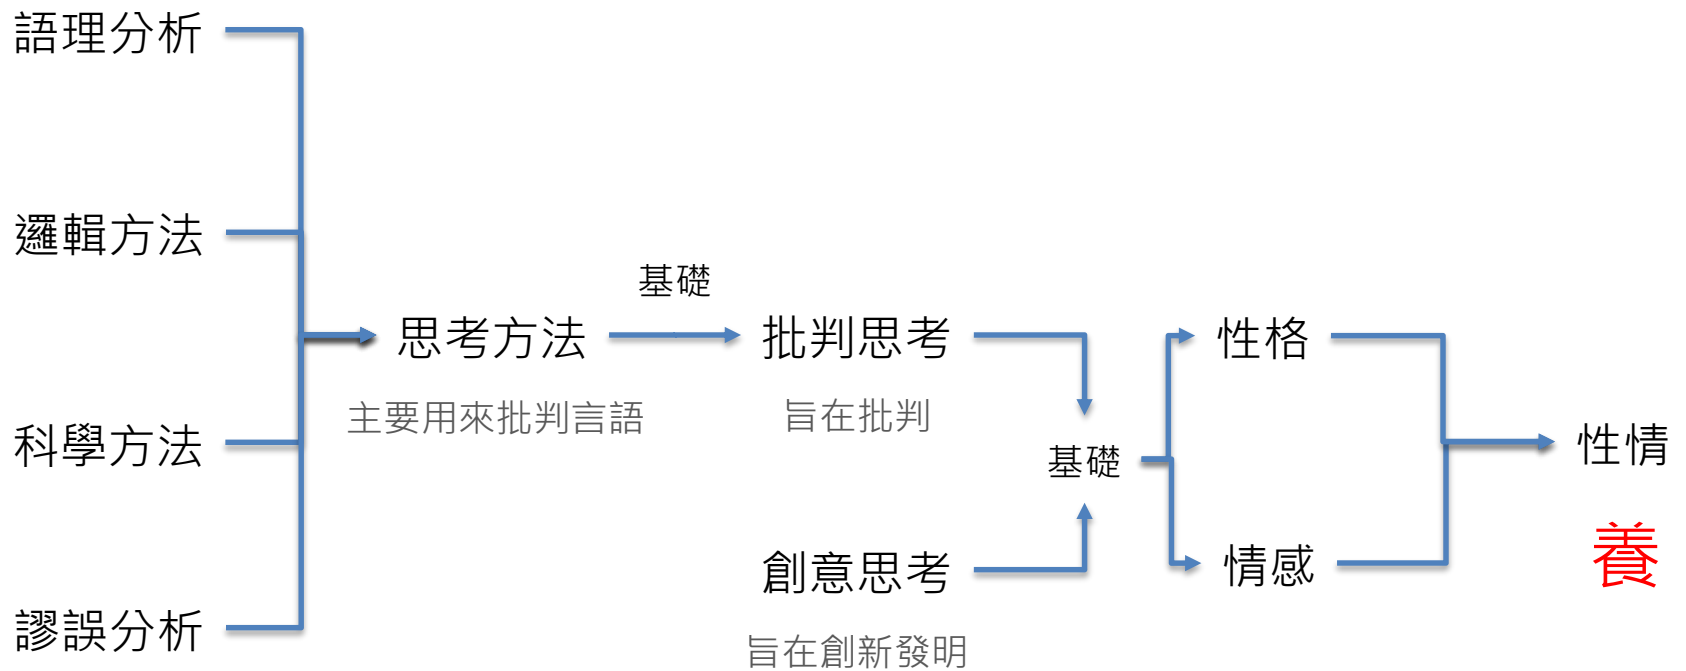 語理分析
邏輯方法
科學方法
謬誤分析
思考方法
主要用來批判言語
基礎
批判思考
旨在批判
創意思考
旨在創新發明
基礎
性格
情感
性情
養